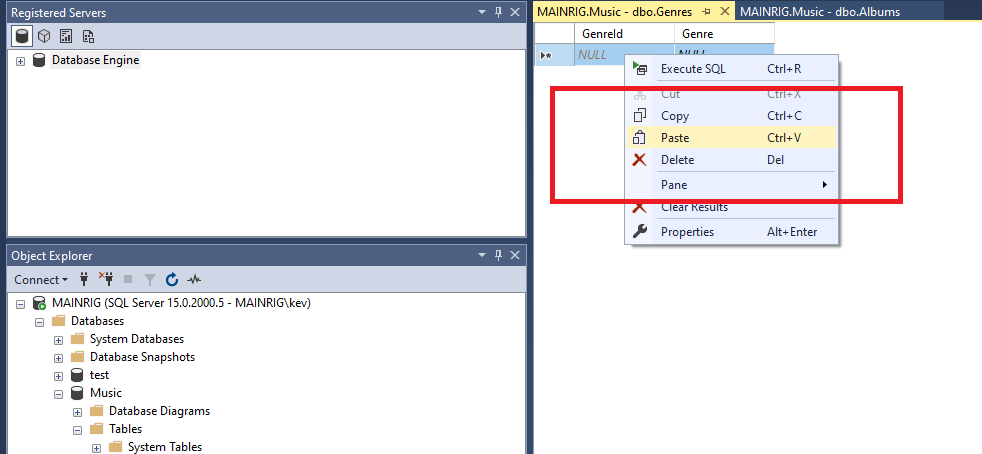 Registered Servers
Database Engine
Object Explorer
Connect
MAINRIG (SQL Server 15.0.2000.5 - MAINRIG\kev)
Databases
System Databases
Database Snapshots
test
Music
Database Diagrams
Tables
System Tables
MAINRIG.Music - dbo.Genres
MAINRIG.Music - dbo.Albums
GenreId Genre
NULL NULL
Execute SQL Ctrl+R
Cut Ctrl+X
Copy Ctrl+C
Paste Ctrl+V
Delete Del
Pane
Clear Results
Properties Alt+Enter